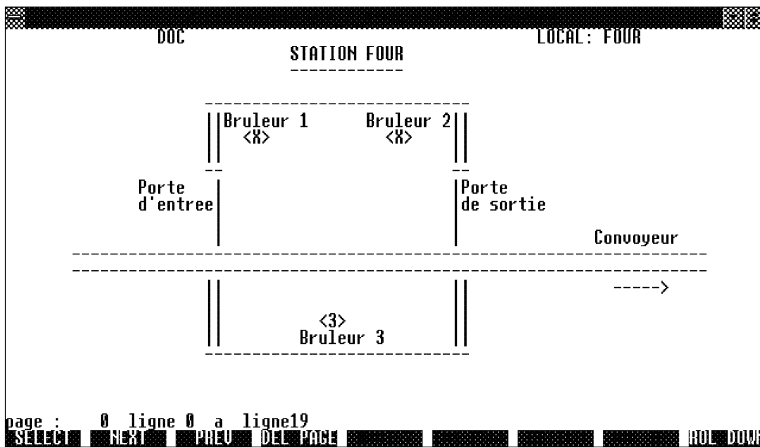 DOC LOCAL: FOUR
STATION FOUR
Bruleur 1 Bruleur 2
<X> <X>
Porte Porte
d'entree de sortie
Convoyeur
----->
<3>
Bruleur 3
page : 0 ligne 0 a ligne19
SELECT NEXT PREV DEL PAGE ROL DOWN